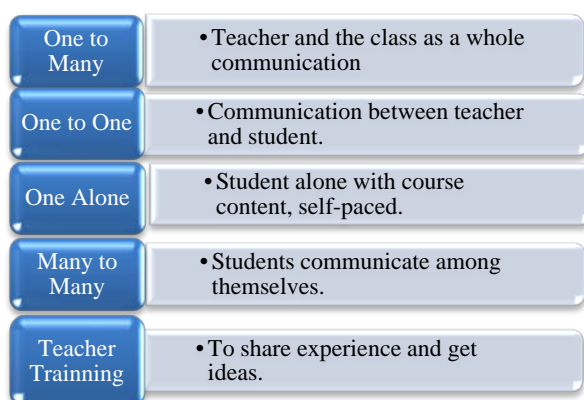 One to
Many
• Teacher and the class as a whole
communication
One to One
• Communication between teacher
and student.
One Alone
• Student alone with course
content, self-paced.
Many to
Many
• Students communicate among
themselves.
Teacher
Trainning
• To share experience and get
ideas.